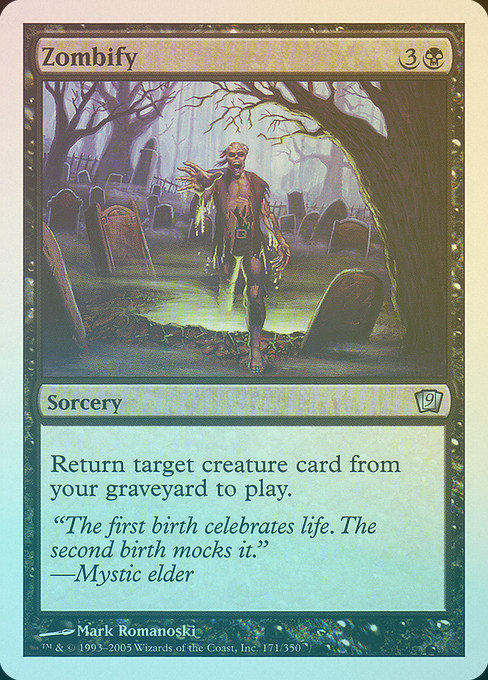 Zombify 3
Sorcery 9
Return target creature card from
your graveyard to play.
“The first birth celebrates life. The
second birth mocks it.”
—Mystic elder
Mark Romanoski
™ & © 1993–2005 Wizards of the Coast, Inc. 171/350